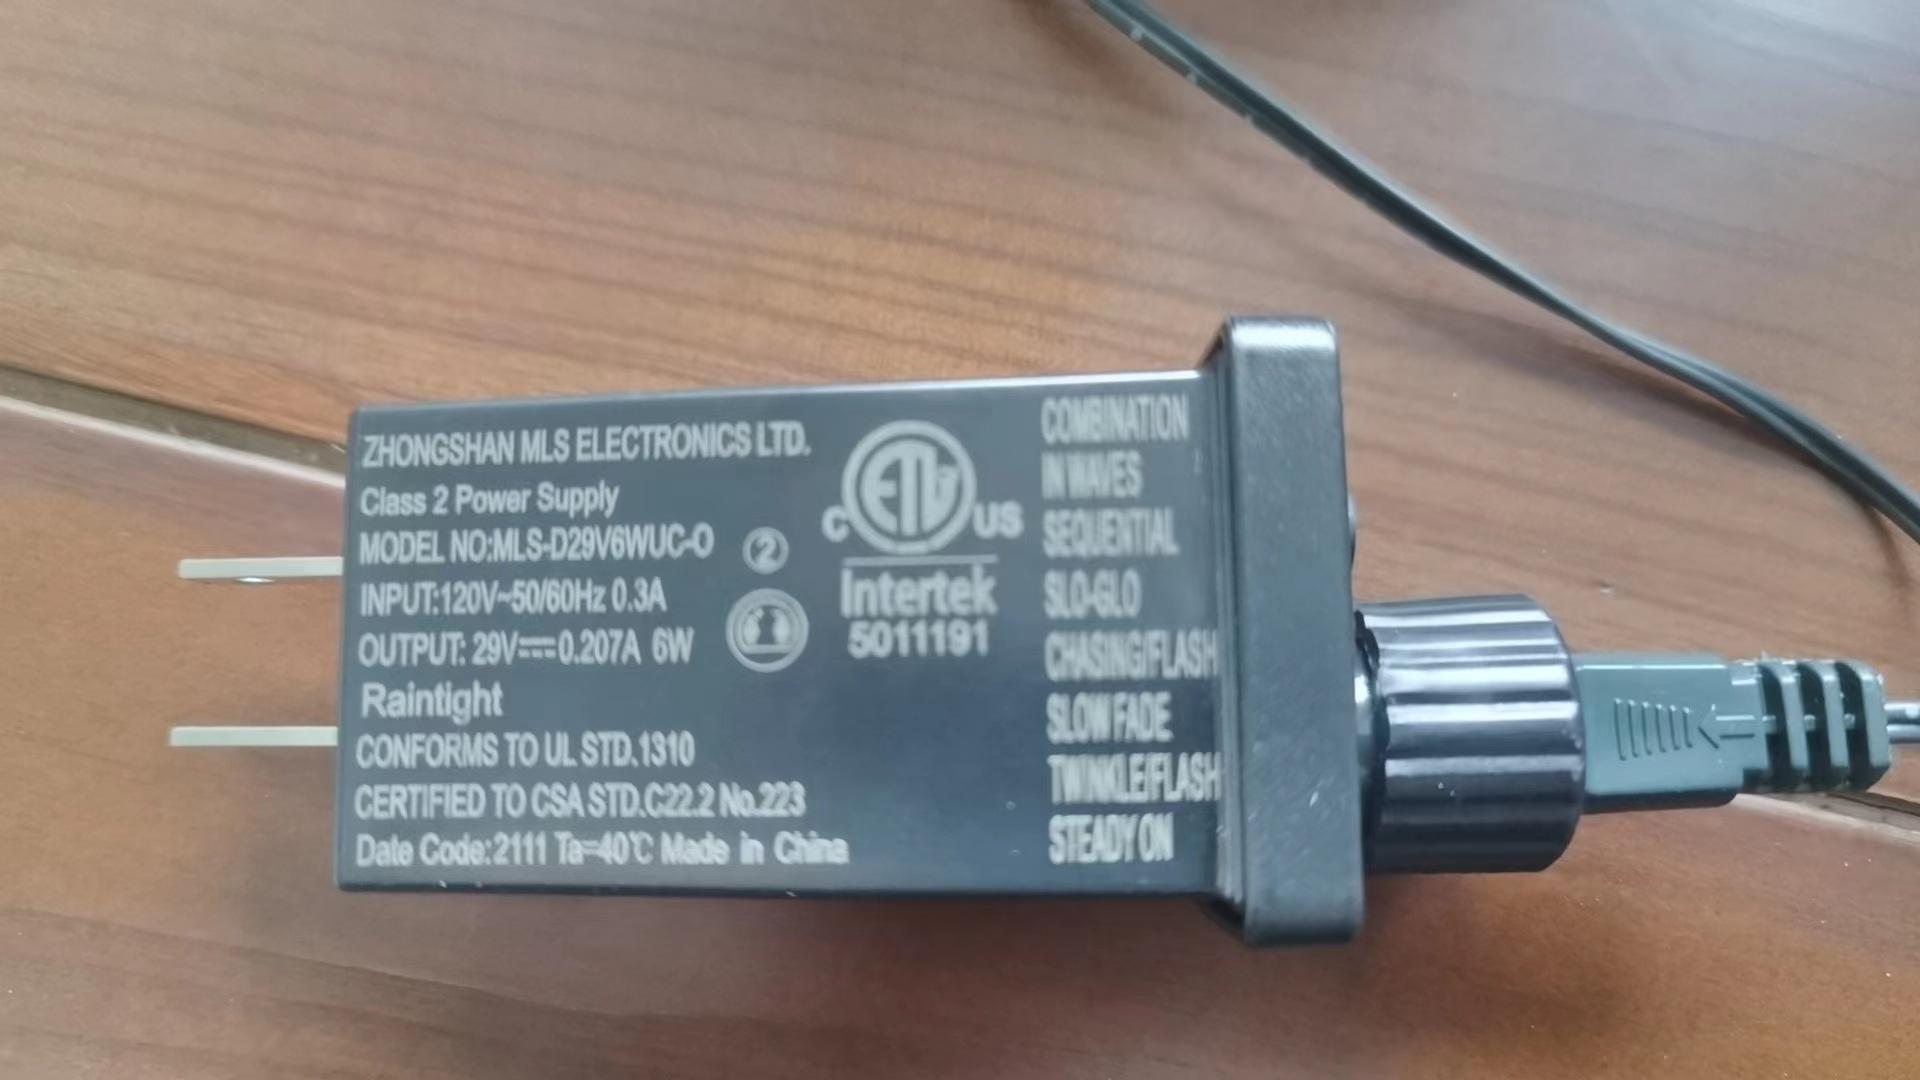 ZHONGSHAN MLS ELECTRONICS LTD.
Class 2 Power Supply
MODEL NO:MLS-D29V6WUC-O
2
INPUT:120V~50/60Hz 0.3A
OUTPUT: 29V⎓0.207A 6W
Raintight
CONFORMS TO UL STD.1310
CERTIFIED TO CSA STD.C22.2 No.223
Date Code:2111 Ta=40℃ Made in China
ETL
C US
Intertek
5011191
COMBINATION
IN WAVES
SEQUENTIAL
SLO-GLO
CHASING/FLASH
SLOW FADE
TWINKLE/FLASH
STEADY ON